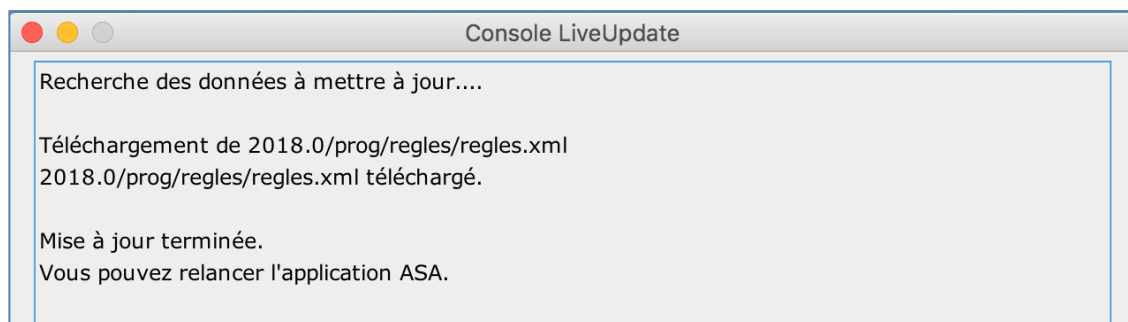 Console LiveUpdate
Recherche des données à mettre à jour....
Téléchargement de 2018.0/prog/regles/regles.xml
2018.0/prog/regles/regles.xml téléchargé.
Mise à jour terminée.
Vous pouvez relancer l'application ASA.